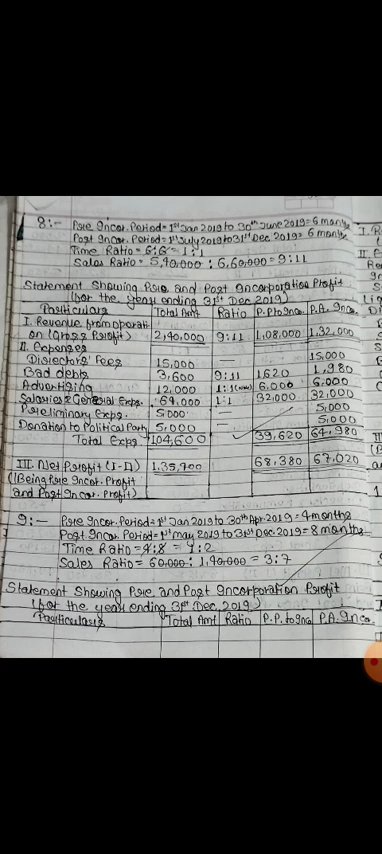 8:- Pre Incor. Period = 1st Jan 2019 to 30th June 2019 = 6 months
Post Incor. Period = 1st July 2019 to 31st Dec 2019 = 6 months
Time Ratio = 6:6 = 1:1
Sales Ratio = 5,40,000 : 6,60,000 = 9:11
Statement Showing Pre and Post Incorporation Profit
(for the year ending 31st Dec 2019)
Particulars Total Amt Ratio P.P. to Inco. P.A. Inco.
I. Revenue from operati
on (Gross Profit) 2,40,000 9:11 1,08,000 1,32,000
II. Expenses
Directors' Fees 15,000 15,000
Bad debts 3,600 9:11 1,620 1,980
Advertising 12,000 1:1 6,000 6,000
Salaries & General Exps. 64,000 1:1 32,000 32,000
Preliminary Exps. 5000 — 5,000
Donation to Political Party 5,000 — 5,000
Total Exps 104,600 39,620 64,980
III. Net Profit (I-II) 1,35,400 68,380 67,020
(Being Pre Incor. Profit
and Post Incor. Profit)
9:- Pre Incor. Period = 1st Jan 2019 to 30th Apr 2019 = 4 months
Post Incor. Period = 1st May 2019 to 31st Dec 2019 = 8 months
Time Ratio = 4:8 = 1:2
Sales Ratio = 60,000 : 1,40,000 = 3:7
Statement Showing Pre and Post Incorporation Profit
(for the year ending 31st Dec. 2019)
Particulars Total Amt Ratio P.P. to Inco P.A. Inco.